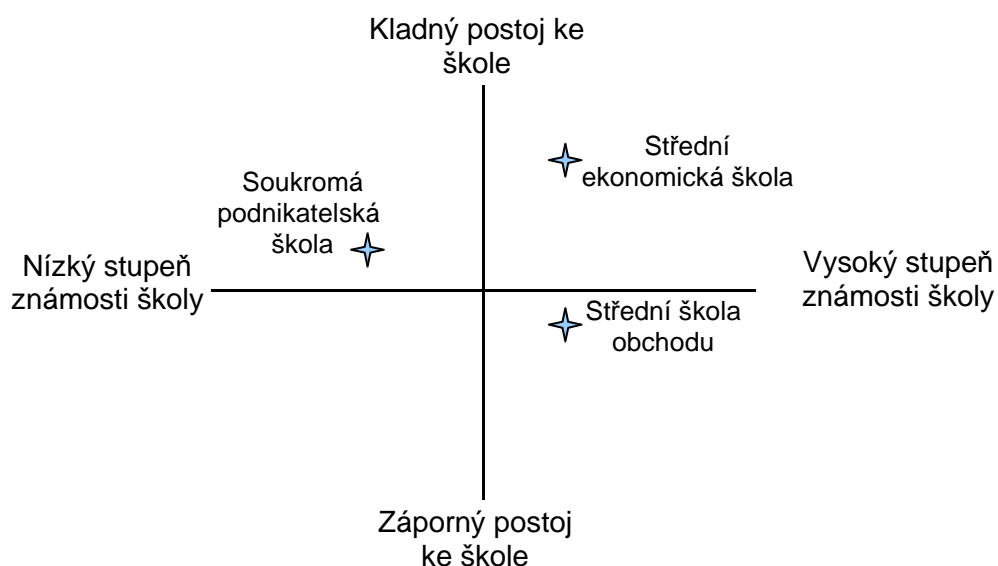 Kladný postoj ke
škole
Střední
ekonomická škola
Soukromá
podnikatelská
škola
Nízký stupeň
známosti školy
Vysoký stupeň
známosti školy
Střední škola
obchodu
Záporný postoj
ke škole